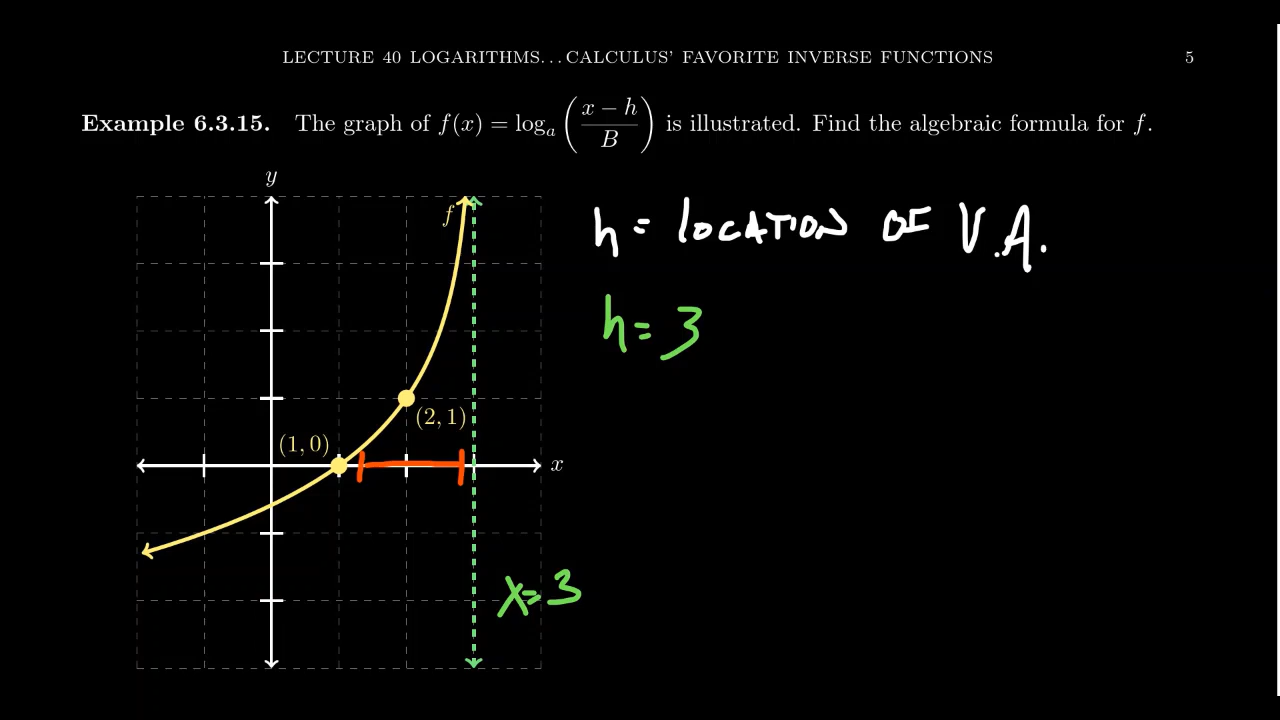 LECTURE 40 LOGARITHMS...CALCULUS' FAVORITE INVERSE FUNCTIONS 5
Example 6.3.15. The graph of f(x) = logₐ((x − h)/B) is illustrated. Find the algebraic formula for f.
y
f
h = LOCATION OF V.A.
h = 3
(2, 1)
(1, 0)
x
x = 3